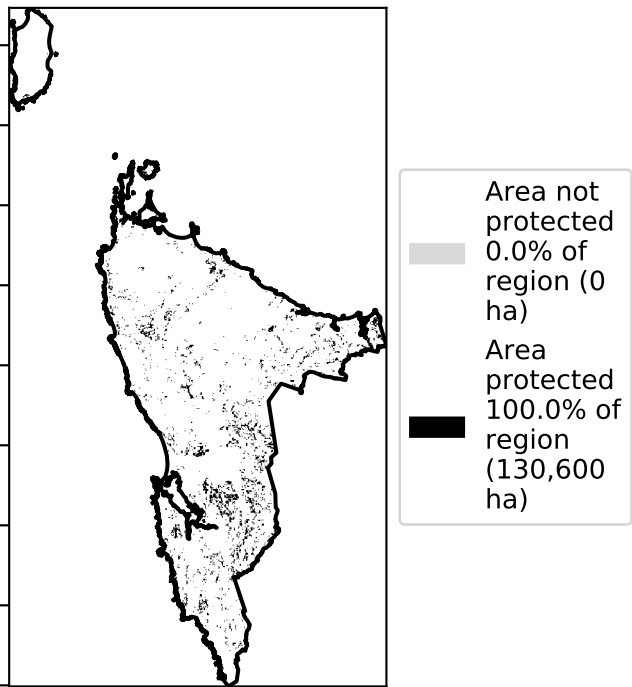 Area not
protected
0.0% of
region (0
ha)
Area
protected
100.0% of
region
(130,600
ha)